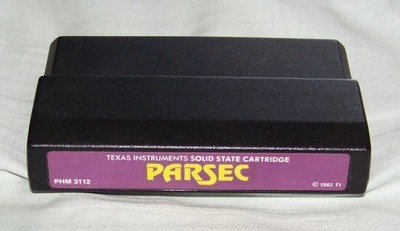 TEXAS INSTRUMENTS SOLID STATE CARTRIDGE
PARSEC
PHM 3112
© 1982 TI